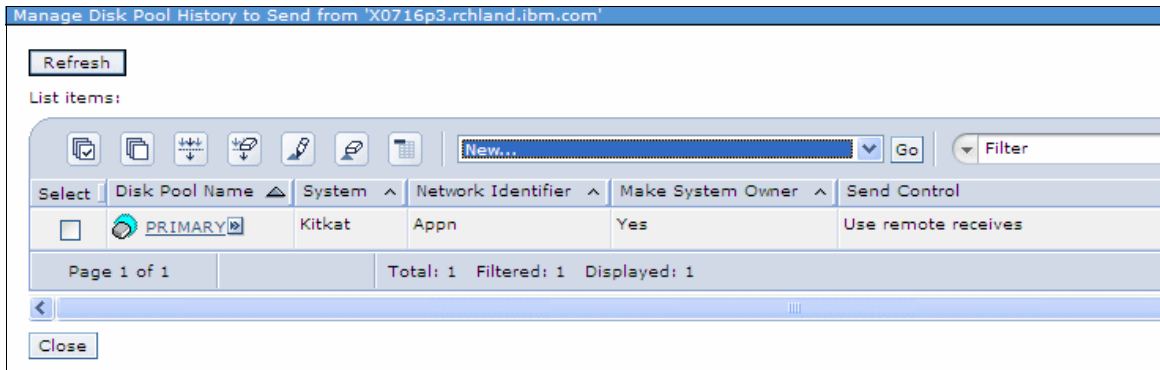 Manage Disk Pool History to Send from 'X0716p3.rchland.ibm.com'
Refresh
List items:
New... Go Filter
Select Disk Pool Name System Network Identifier Make System Owner Send Control
PRIMARY Kitkat Appn Yes Use remote receives
Page 1 of 1 Total: 1 Filtered: 1 Displayed: 1
Close